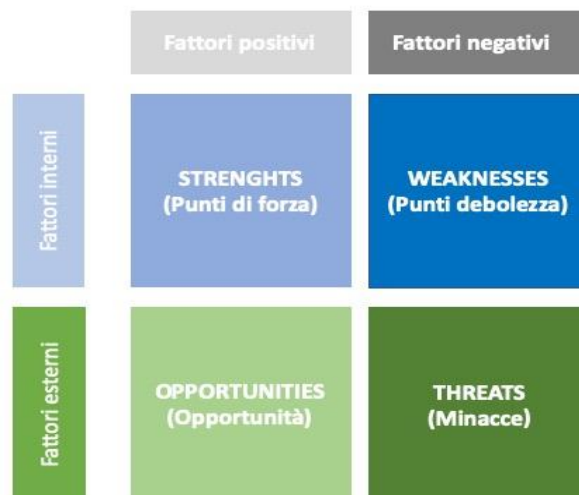 Fattori positivi
Fattori negativi
Fattori interni
STRENGHTS
(Punti di forza)
WEAKNESSES
(Punti debolezza)
Fattori esterni
OPPORTUNITIES
(Opportunità)
THREATS
(Minacce)